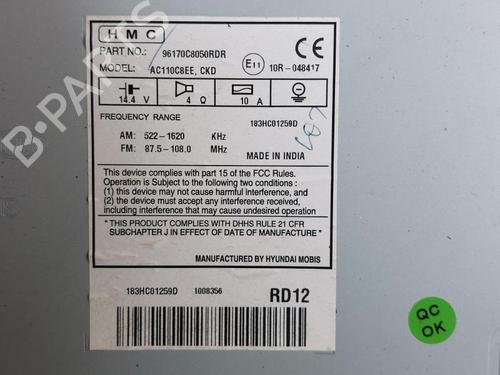 HMC
PART NO.: 96170C8050RDR
MODEL: AC110C8EE, CKD
E11 10R-048417
14.4 V 4 Ω 10 A
FREQUENCY RANGE 183HC01259D
AM: 522-1620 KHz
FM: 87.5-108.0 MHz MADE IN INDIA
This device complies with part 15 of the FCC Rules.
Operation is Subject to the following two conditions :
(1) this device may not cause harmful interference, and
(2) the device must accept any interference received,
including interference that may cause undesired operation
" THIS PRODUCT COMPLIES WITH DHHS RULE 21 CFR
SUBCHAPTER J IN EFFECT OF DATE OF MANUFACTURE "
MANUFACTURED BY HYUNDAI MOBIS
183HC01259D 1008356 RD12
QC
OK
B-PARTS